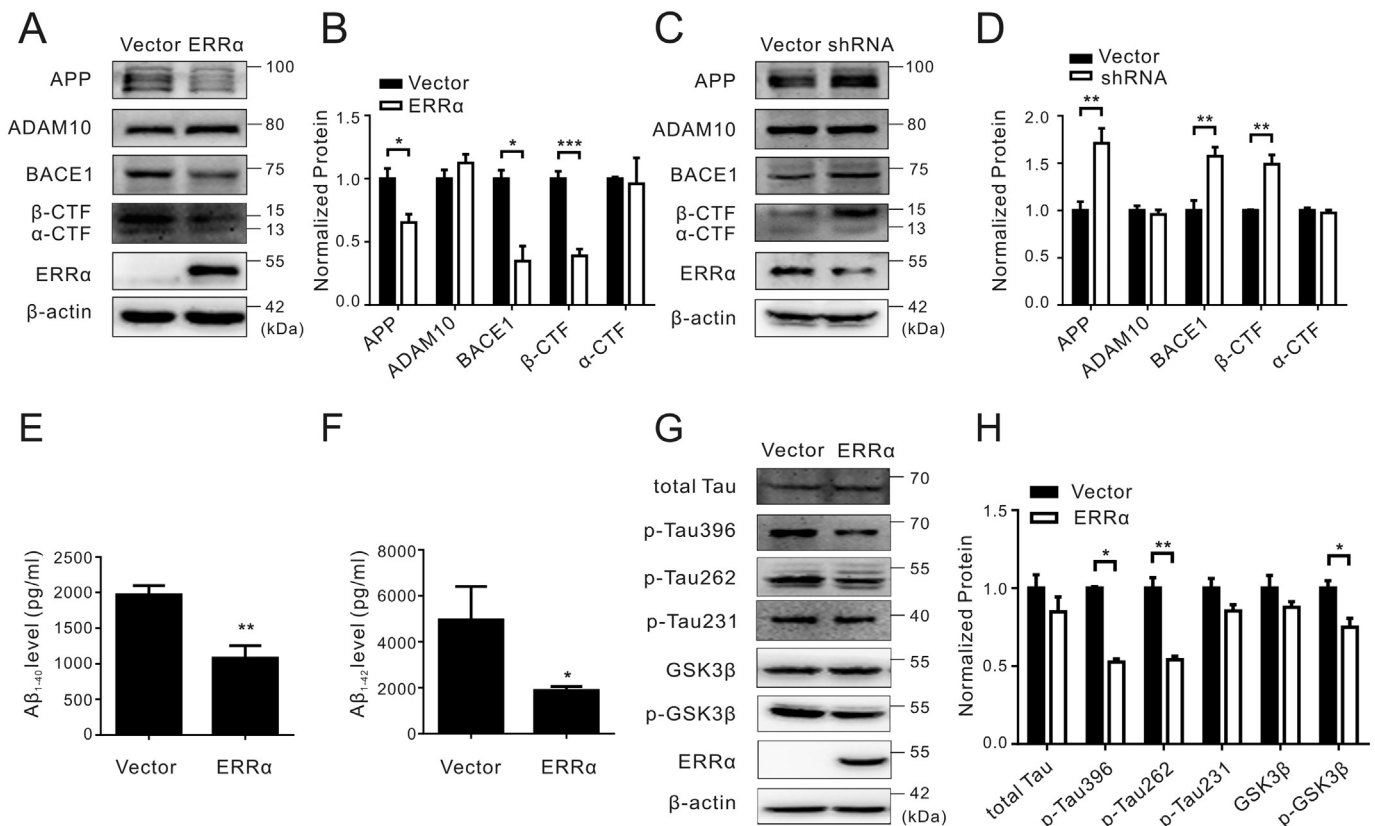 A
Vector ERRα
APP
100
ADAM10
80
BACE1
75
β-CTF
15
α-CTF
13
ERRα
55
β-actin
42
(kDa)
B
Vector
ERRα
Normalized Protein
1.5
1.0
0.5
0.0
*
*
***
APP
ADAM10
BACE1
β-CTF
α-CTF
C
Vector shRNA
APP
100
ADAM10
80
BACE1
75
β-CTF
15
α-CTF
13
ERRα
55
β-actin
42
(kDa)
D
Vector
shRNA
Normalized Protein
2.0
1.5
1.0
0.5
0.0
**
**
**
APP
ADAM10
BACE1
β-CTF
α-CTF
E
Aβ1-40 level (pg/ml)
2500
2000
1500
1000
500
0
**
Vector
ERRα
F
Aβ1-42 level (pg/ml)
8000
6000
4000
2000
0
*
Vector
ERRα
G
Vector ERRα
total Tau
70
p-Tau396
70
p-Tau262
55
p-Tau231
40
GSK3β
55
p-GSK3β
55
ERRα
55
β-actin
42
(kDa)
H
Vector
ERRα
Normalized Protein
1.5
1.0
0.5
0.0
*
**
*
total Tau
p-Tau396
p-Tau262
p-Tau231
GSK3β
p-GSK3β